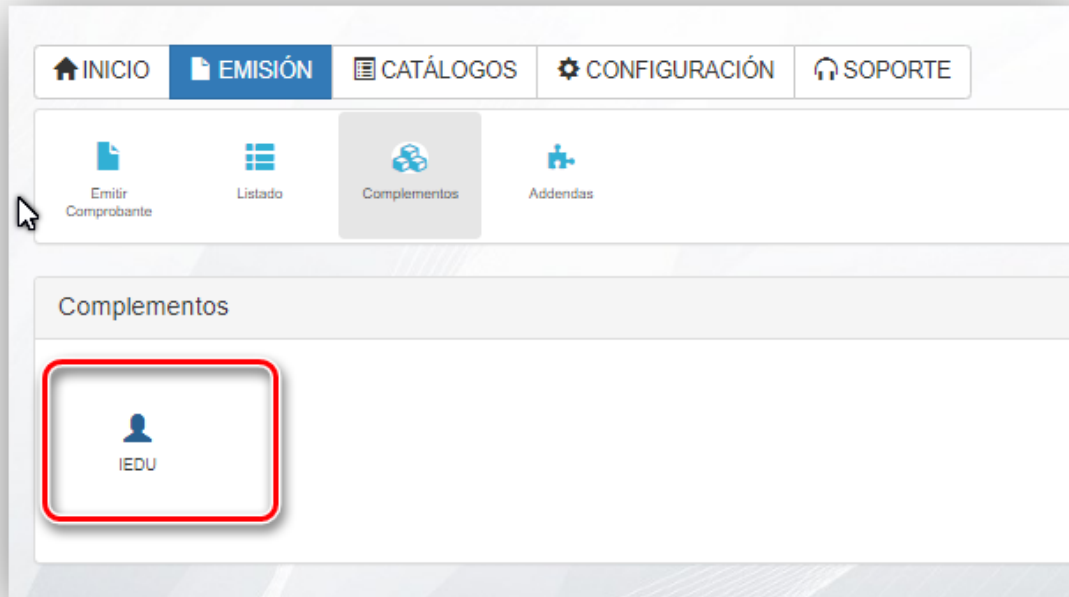 INICIO EMISIÓN CATÁLOGOS CONFIGURACIÓN SOPORTE
Emitir Comprobante
Listado
Complementos
Addendas
Complementos
IEDU